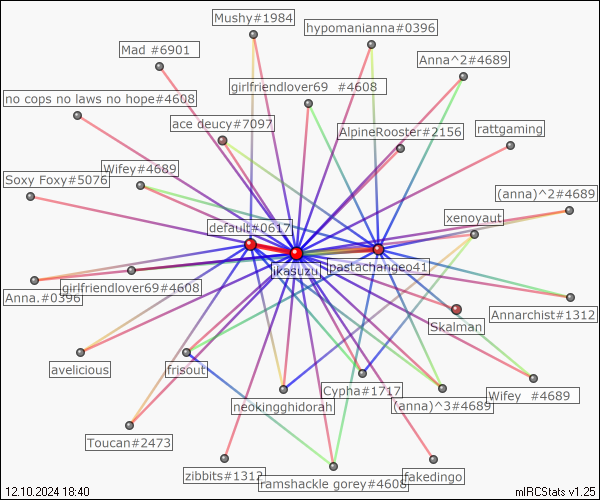 Mushy#1984
hypomanianna#0396
Mad #6901
Anna^2#4689
girlfriendlover69 #4608
no cops no laws no hope#4608
ace deucy#7097
AlpineRooster#2156
rattgaming
Wifey#4689
Soxy Foxy#5076
(anna)^2#4689
xenoyaut
default#0617
jkasuzu
pastachangeo41
Anna.#0396
girlfriendlover69#4608
Annarchist#1312
Skalman
avelicious
frisout
Cypha#1717
Wifey #4689
neokingghidorah
(anna)^3#4689
Toucan#2473
zibbits#1312
ramshackle gorey#4608
fakedingo
12.10.2024 18:40
mIRCStats v1.25